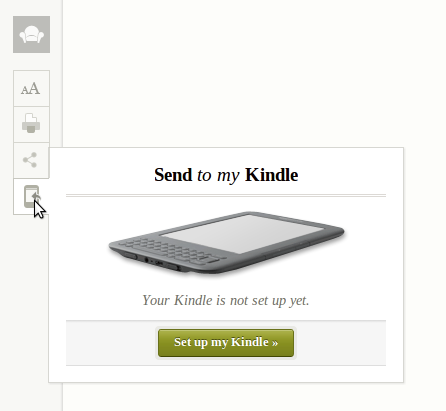 AA
Send to my Kindle
Your Kindle is not set up yet.
Set up my Kindle »